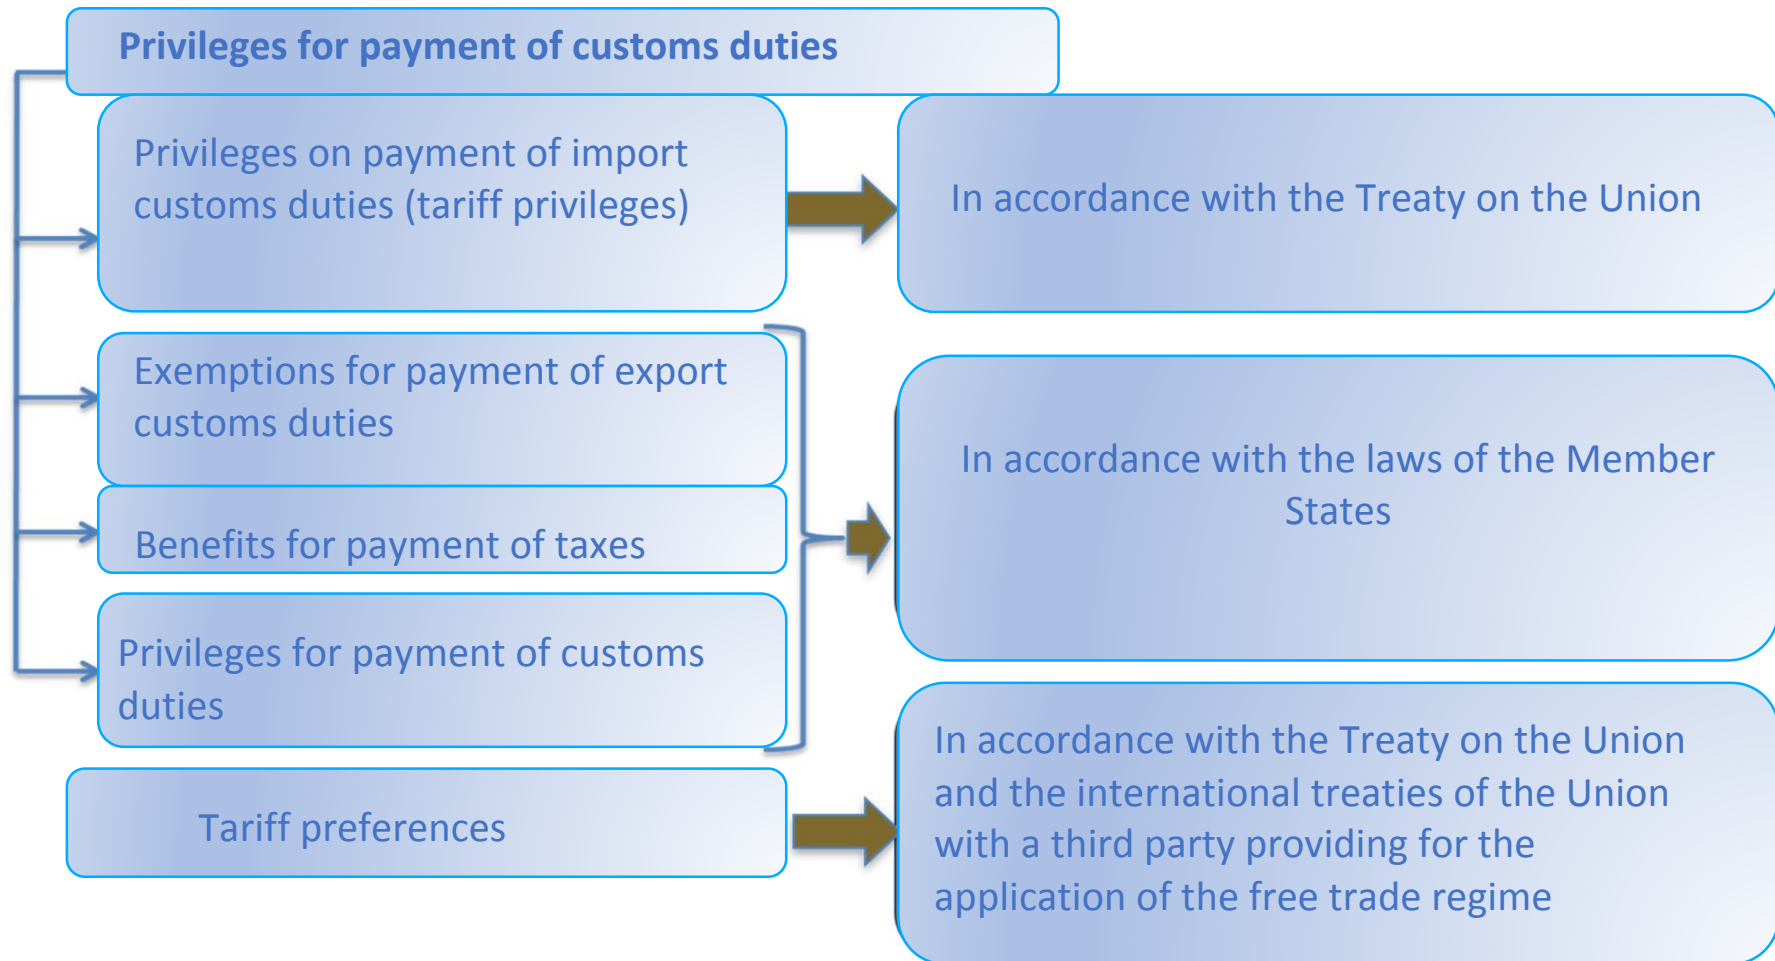 Privileges for payment of customs duties
Privileges on payment of import
customs duties (tariff privileges)
In accordance with the Treaty on the Union
Exemptions for payment of export
customs duties
Benefits for payment of taxes
Privileges for payment of customs
duties
In accordance with the laws of the Member
States
Tariff preferences
In accordance with the Treaty on the Union
and the international treaties of the Union
with a third party providing for the
application of the free trade regime